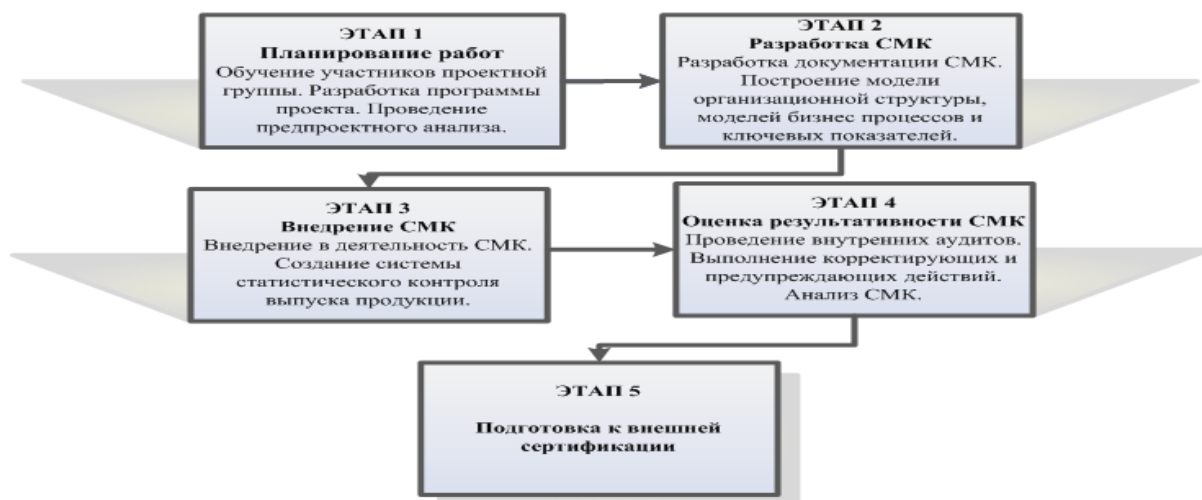 ЭТАП 1
Планирование работ
Обучение участников проектной
группы. Разработка программы
проекта. Проведение
предпроектного анализа.
ЭТАП 2
Разработка СМК
Разработка документации СМК.
Построение модели
организационной структуры,
моделей бизнес процессов и
ключевых показателей.
ЭТАП 3
Внедрение СМК
Внедрение в деятельность СМК.
Создание системы
статистического контроля
выпуска продукции.
ЭТАП 4
Оценка результативности СМК
Проведение внутренних аудитов.
Выполнение корректирующих и
предупреждающих действий.
Анализ СМК.
ЭТАП 5
Подготовка к внешней
сертификации